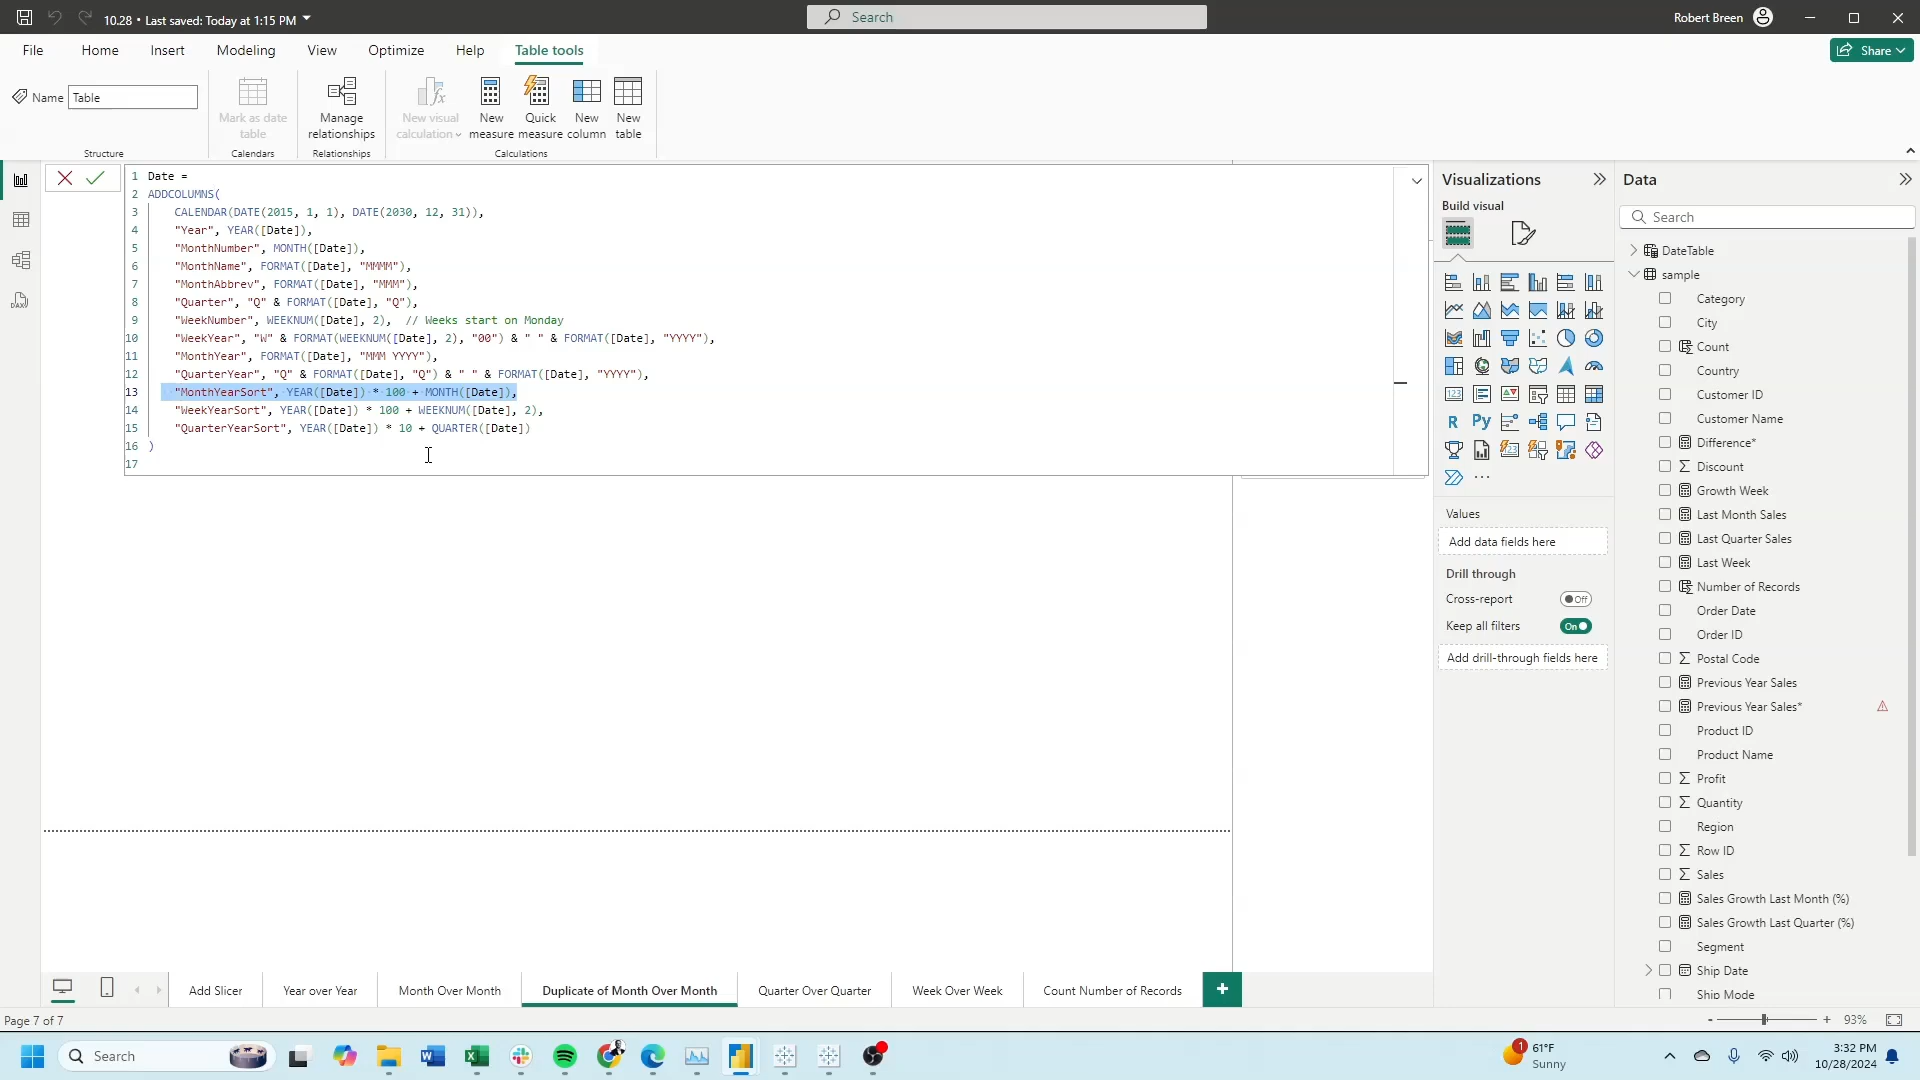 10.28 • Last saved: Today at 1:15 PM
Search
Robert Breen
File
Home
Insert
Modeling
View
Optimize
Help
Table tools
Share
Name
Table
Mark as date
table
Manage
relationships
New visual
calculation
New
measure
Quick
measure
New
column
New
table
Structure
Calendars
Relationships
Calculations
1 Date =
2 ADDCOLUMNS(
3 CALENDAR(DATE(2015, 1, 1), DATE(2030, 12, 31)),
4 "Year", YEAR([Date]),
5 "MonthNumber", MONTH([Date]),
6 "MonthName", FORMAT([Date], "MMMM"),
7 "MonthAbbrev", FORMAT([Date], "MMM"),
8 "Quarter", "Q" & FORMAT([Date], "Q"),
9 "WeekNumber", WEEKNUM([Date], 2), // Weeks start on Monday
10 "WeekYear", "W" & FORMAT(WEEKNUM([Date], 2), "00") & " " & FORMAT([Date], "YYYY"),
11 "MonthYear", FORMAT([Date], "MMM YYYY"),
12 "QuarterYear", "Q" & FORMAT([Date], "Q") & " " & FORMAT([Date], "YYYY"),
13 "MonthYearSort", YEAR([Date]) * 100 + MONTH([Date]),
14 "WeekYearSort", YEAR([Date]) * 100 + WEEKNUM([Date], 2),
15 "QuarterYearSort", YEAR([Date]) * 10 + QUARTER([Date])
16 )
17
Visualizations
Build visual
R
Py
123
Values
Add data fields here
Drill through
Cross-report
Off
Keep all filters
On
Add drill-through fields here
Data
Search
DateTable
sample
Category
City
Count
Country
Customer ID
Customer Name
Difference*
Discount
Growth Week
Last Month Sales
Last Quarter Sales
Last Week
Number of Records
Order Date
Order ID
Postal Code
Previous Year Sales
Previous Year Sales*
Product ID
Product Name
Profit
Quantity
Region
Row ID
Sales
Sales Growth Last Month (%)
Sales Growth Last Quarter (%)
Segment
Ship Date
Ship Mode
Add Slicer
Year over Year
Month Over Month
Duplicate of Month Over Month
Quarter Over Quarter
Week Over Week
Count Number of Records
+
Page 7 of 7
- + 93%
Search
1
61°F
Sunny
3:32 PM
10/28/2024